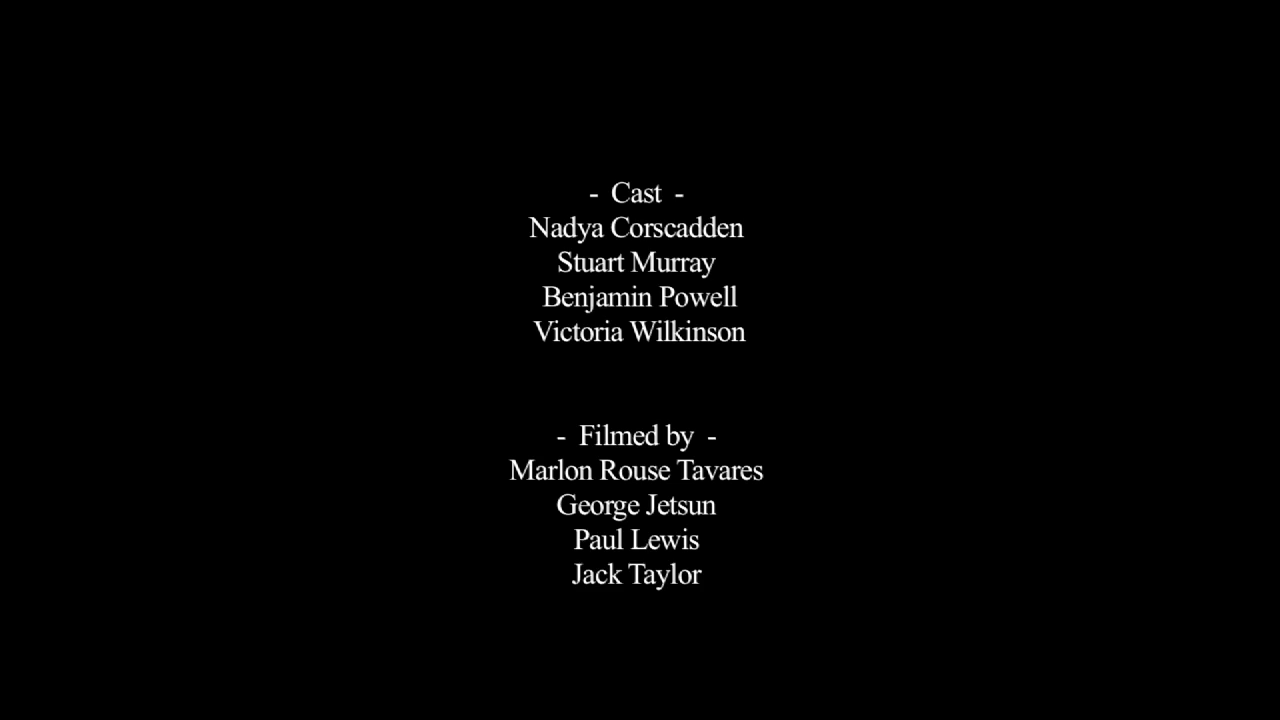 - Cast -
Nadya Corscadden
Stuart Murray
Benjamin Powell
Victoria Wilkinson
- Filmed by -
Marlon Rouse Tavares
George Jetsun
Paul Lewis
Jack Taylor